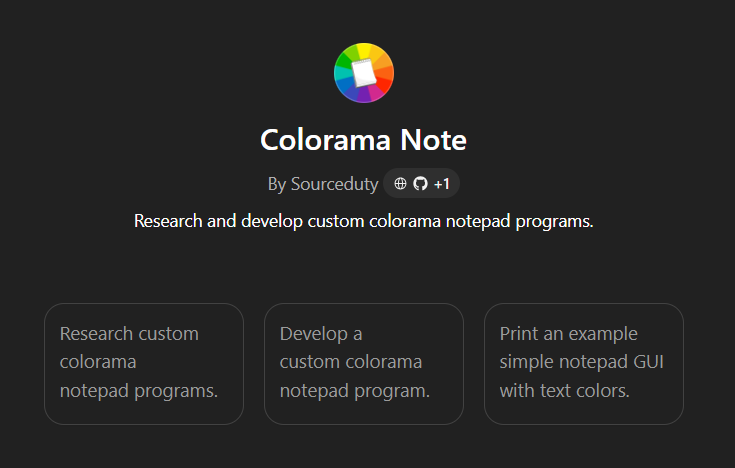 Colorama Note
By Sourceduty +1
Research and develop custom colorama notepad programs.
Research custom
colorama
notepad programs.
Develop a
custom colorama
notepad program.
Print an example
simple notepad GUI
with text colors.